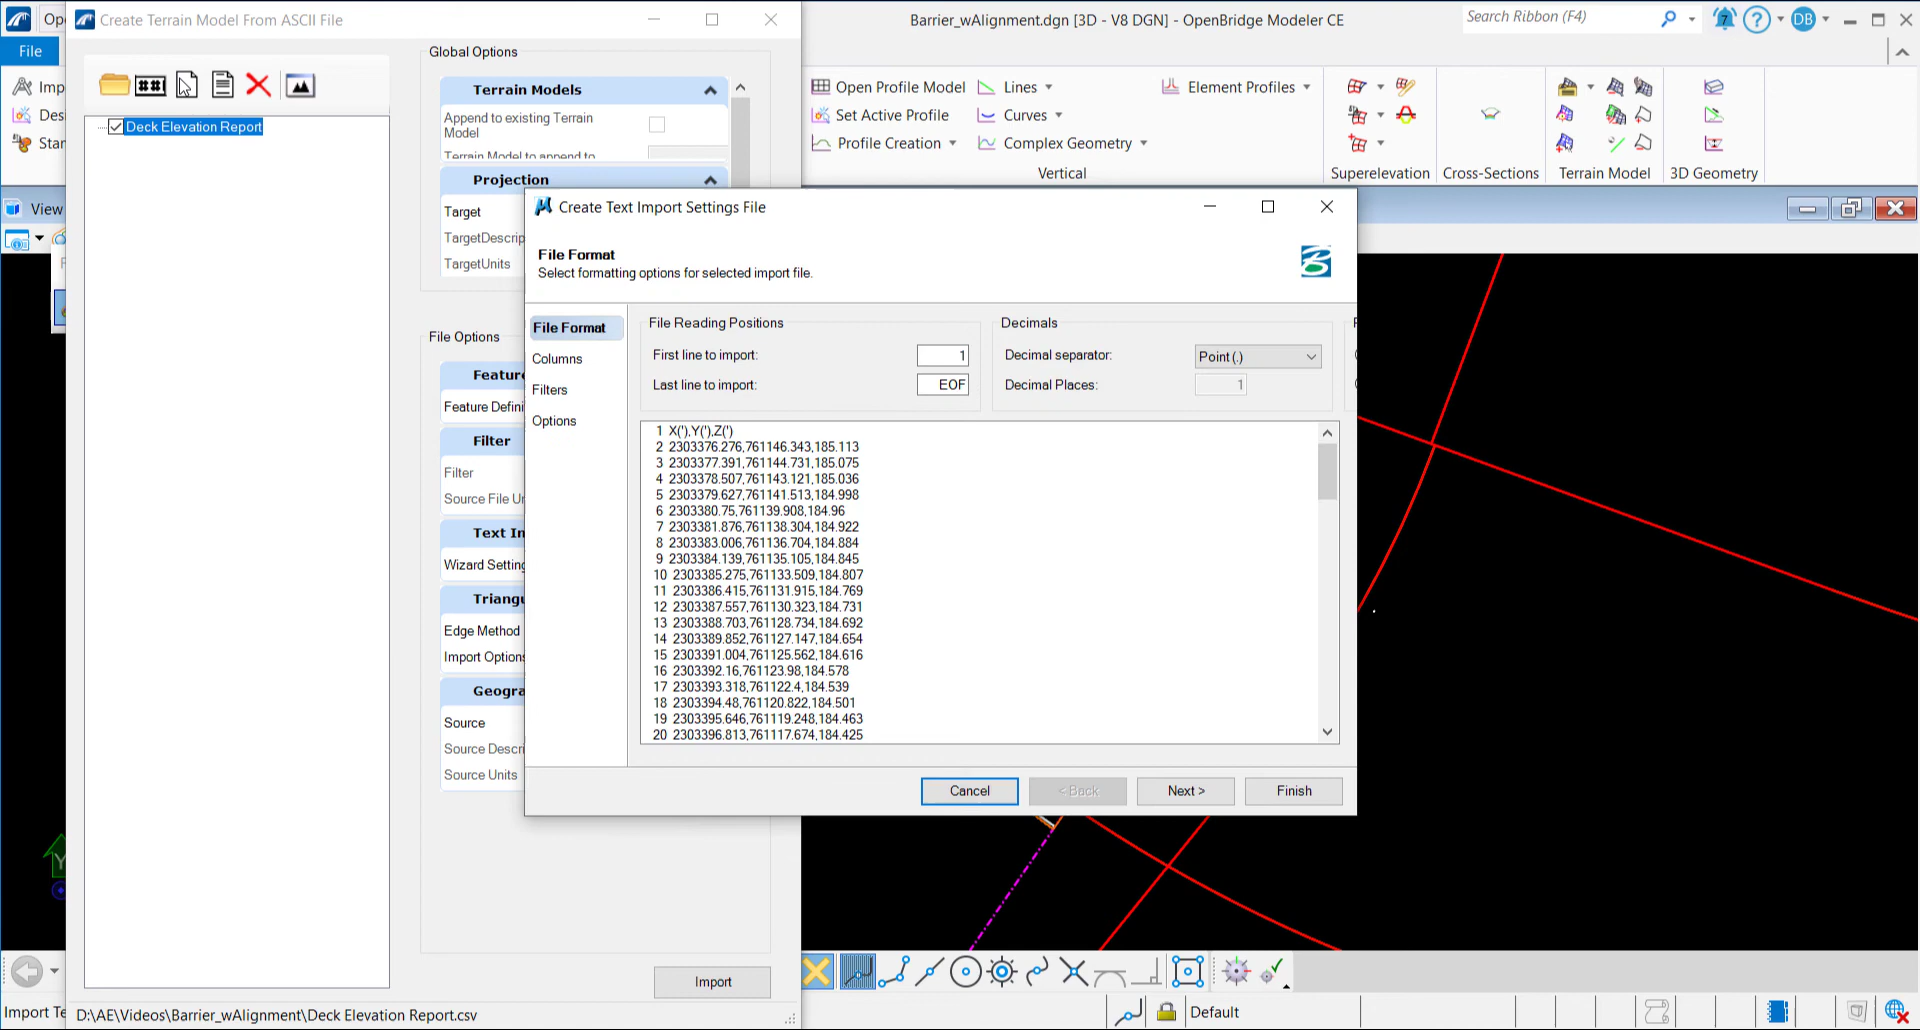 Create Terrain Model From ASCII File
Barrier_wAlignment.dgn [3D - V8 DGN] - OpenBridge Modeler CE
Search Ribbon (F4)
7
DB
File
Global Options
Terrain Models
Append to existing Terrain
Model
Terrain Model to append to
Projection
Target
Deck Elevation Report
Open Profile Model
Lines
Element Profiles
Set Active Profile
Curves
Profile Creation
Complex Geometry
Vertical
Superelevation
Cross-Sections
Terrain Model
3D Geometry
View
TargetUnits
File Options
Filter
Filter
Edge Method
Source
Source Units
Create Text Import Settings File
File Format
Select formatting options for selected import file.
File Format
Columns
Filters
Options
File Reading Positions
First line to import: 1
Last line to import: EOF
Decimals
Decimal separator: Point (.)
Decimal Places: 1
1 X('),Y('),Z(')
2 2303376.276,761146.343,185.113
3 2303377.391,761144.731,185.075
4 2303378.507,761143.121,185.036
5 2303379.627,761141.513,184.998
6 2303380.75,761139.908,184.96
7 2303381.876,761138.304,184.922
8 2303383.006,761136.704,184.884
9 2303384.139,761135.105,184.845
10 2303385.275,761133.509,184.807
11 2303386.415,761131.915,184.769
12 2303387.557,761130.323,184.731
13 2303388.703,761128.734,184.692
14 2303389.852,761127.147,184.654
15 2303391.004,761125.562,184.616
16 2303392.16,761123.98,184.578
17 2303393.318,761122.4,184.539
18 2303394.48,761120.822,184.501
19 2303395.646,761119.248,184.463
20 2303396.813,761117.674,184.425
Cancel
< Back
Next >
Finish
Import
D:\AE\Videos\Barrier_wAlignment\Deck Elevation Report.csv
Default